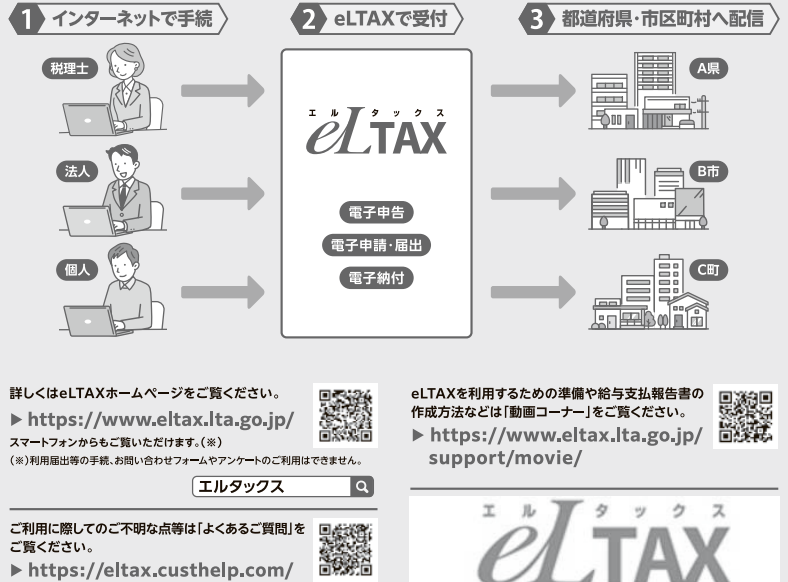 1 インターネットで手続
2 eLTAXで受付
3 都道府県・市区町村へ配信
税理士
法人
個人
エルタックス
eLTAX
電子申告
電子申請・届出
電子納付
A県
B市
C町
詳しくはeLTAXホームページをご覧ください。
▶ https://www.eltax.lta.go.jp/
スマートフォンからもご覧いただけます。(※)
(※)利用届出等の手続、お問い合わせフォームやアンケートのご利用はできません。
エルタックス
ご利用に際してのご不明な点等は「よくあるご質問」を
ご覧ください。
▶ https://eltax.custhelp.com/
eLTAXを利用するための準備や給与支払報告書の
作成方法などは「動画コーナー」をご覧ください。
▶ https://www.eltax.lta.go.jp/
support/movie/
エルタックス
eLTAX